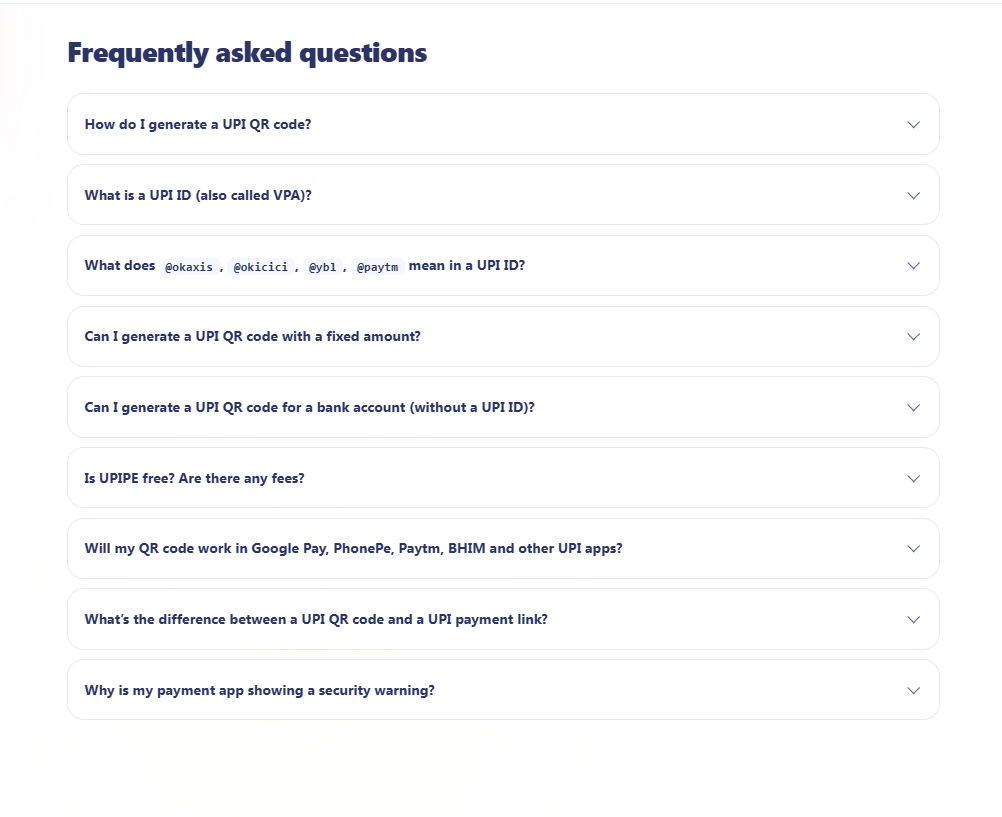 Frequently asked questions
How do I generate a UPI QR code?
What is a UPI ID (also called VPA)?
What does @okaxis, @okicici, @ybl, @paytm mean in a UPI ID?
Can I generate a UPI QR code with a fixed amount?
Can I generate a UPI QR code for a bank account (without a UPI ID)?
Is UPIPE free? Are there any fees?
Will my QR code work in Google Pay, PhonePe, Paytm, BHIM and other UPI apps?
What's the difference between a UPI QR code and a UPI payment link?
Why is my payment app showing a security warning?